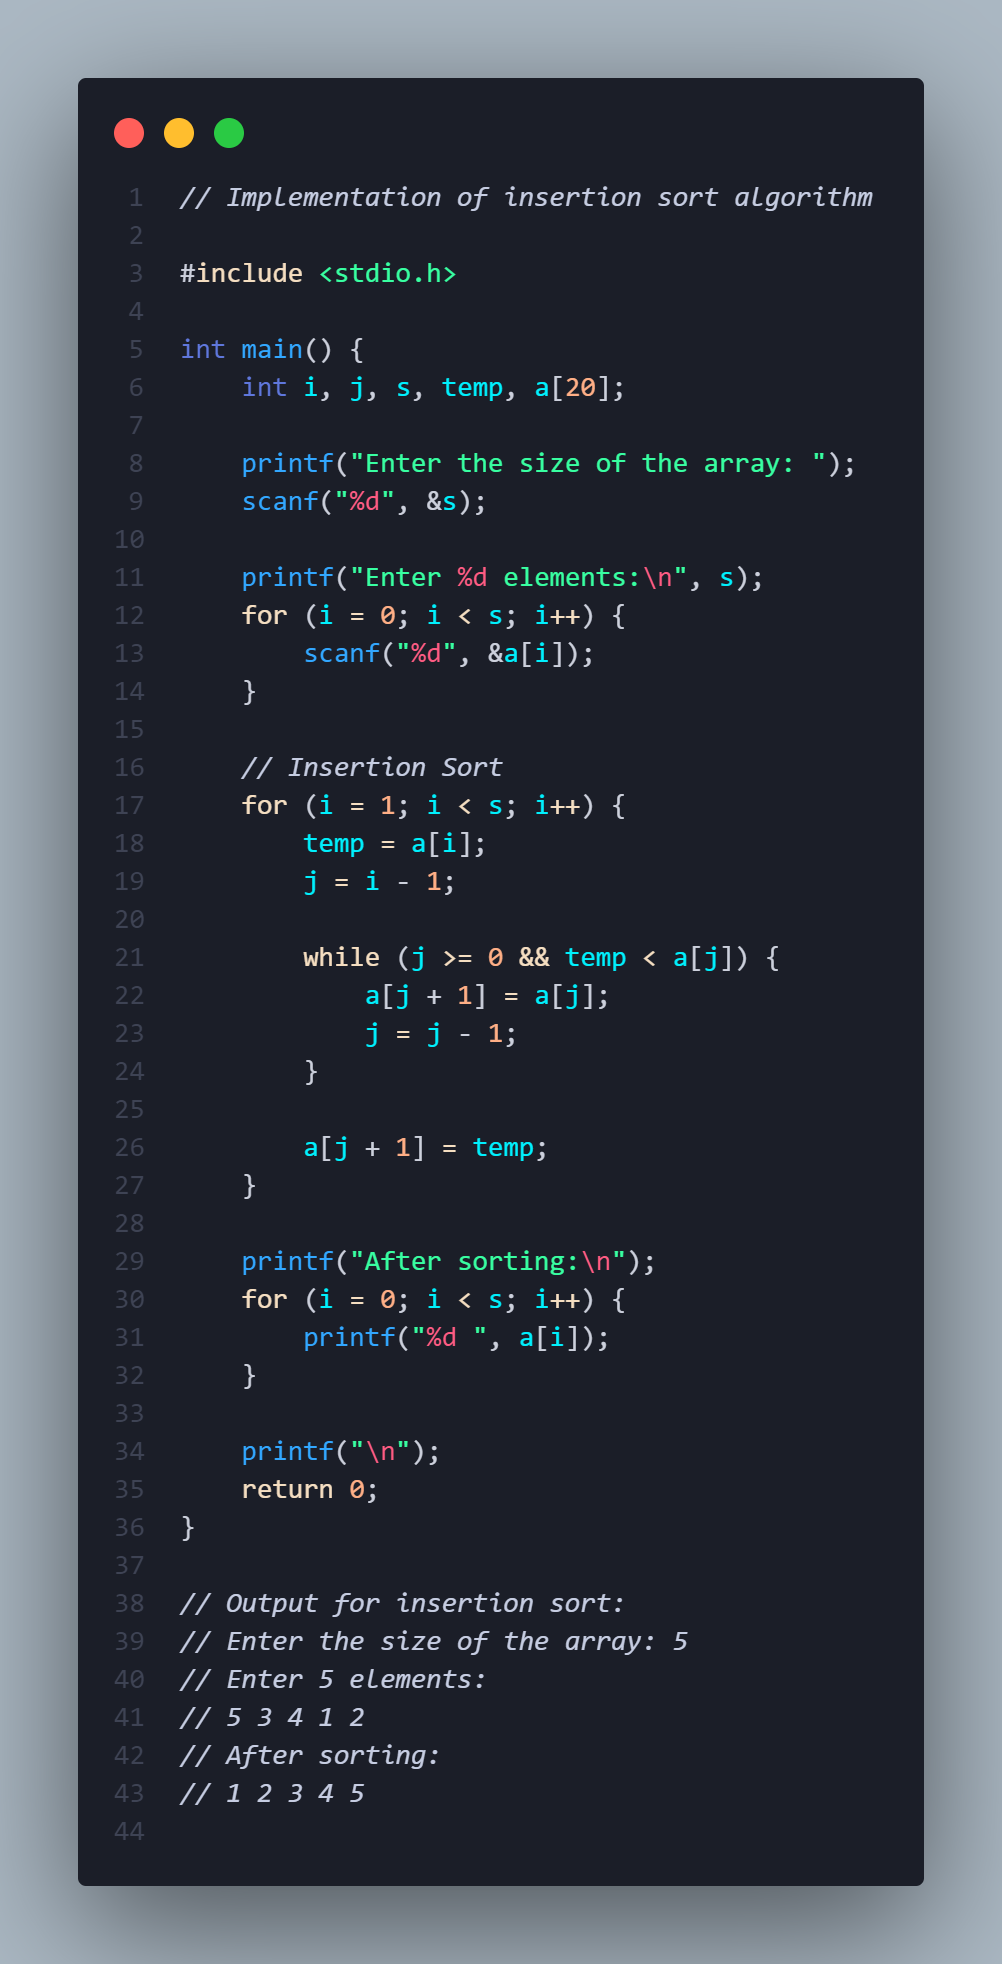 1 // Implementation of insertion sort algorithm
2
3 #include <stdio.h>
4
5 int main() {
6     int i, j, s, temp, a[20];
7
8     printf("Enter the size of the array: ");
9     scanf("%d", &s);
10
11     printf("Enter %d elements:\n", s);
12     for (i = 0; i < s; i++) {
13         scanf("%d", &a[i]);
14     }
15
16     // Insertion Sort
17     for (i = 1; i < s; i++) {
18         temp = a[i];
19         j = i - 1;
20
21         while (j >= 0 && temp < a[j]) {
22             a[j + 1] = a[j];
23             j = j - 1;
24         }
25
26         a[j + 1] = temp;
27     }
28
29     printf("After sorting:\n");
30     for (i = 0; i < s; i++) {
31         printf("%d ", a[i]);
32     }
33
34     printf("\n");
35     return 0;
36 }
37
38 // Output for insertion sort:
39 // Enter the size of the array: 5
40 // Enter 5 elements:
41 // 5 3 4 1 2
42 // After sorting:
43 // 1 2 3 4 5
44